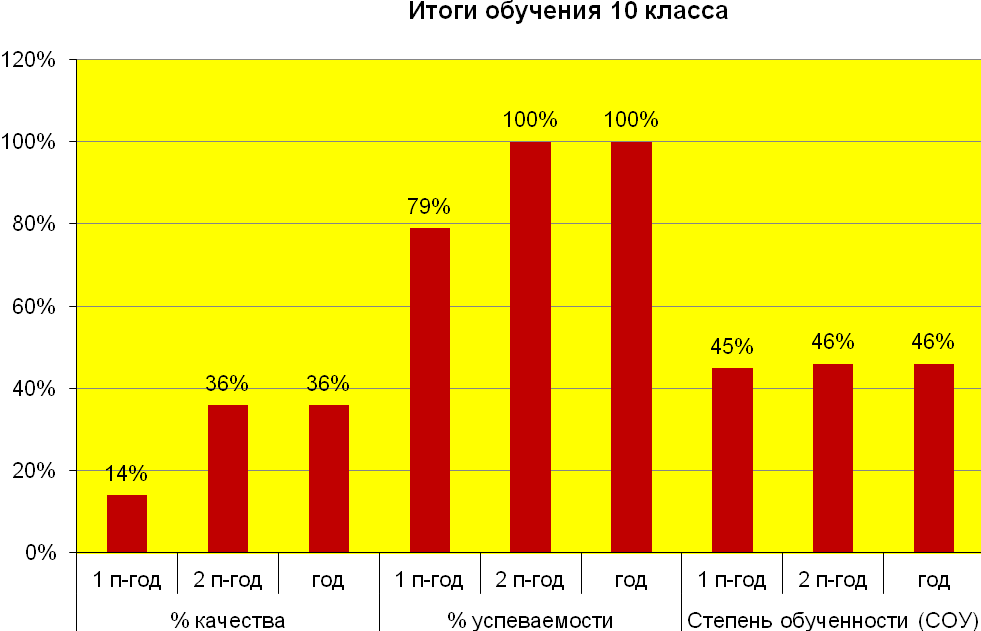 Итоги обучения 10 класса
120%
100%
80%
60%
40%
20%
0%
14%
36%
36%
79%
100%
100%
45%
46%
46%
1 п-год
2 п-год
год
1 п-год
2 п-год
год
1 п-год
2 п-год
год
% качества
% успеваемости
Степень обученности (СОУ)